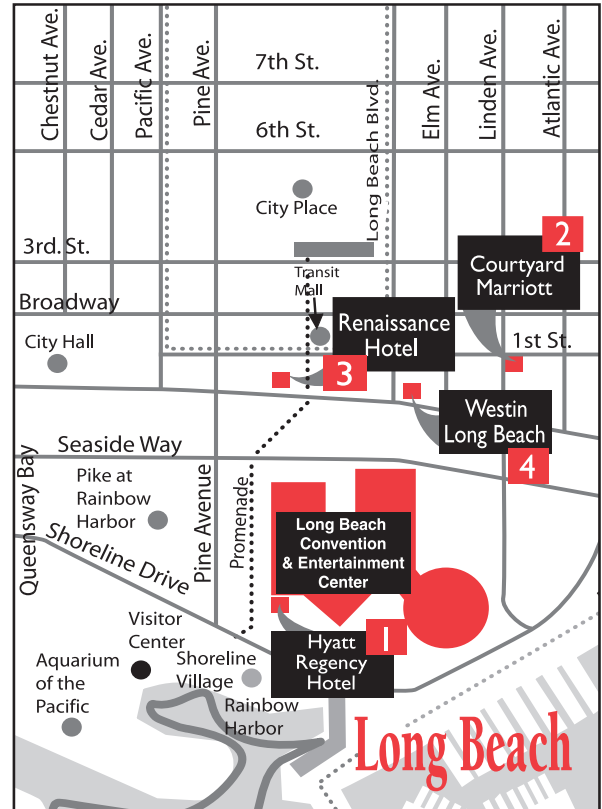 Chestnut Ave.
Cedar Ave.
Pacific Ave.
Pine Ave.
7th St.
6th St.
Long Beach Blvd.
Elm Ave.
Linden Ave.
Atlantic Ave.
City Place
3rd. St.
Transit
Mall
2
Courtyard
Marriott
Broadway
Renaissance
Hotel
3
City Hall
1st St.
Westin
Long Beach
4
Seaside Way
Queensway Bay
Pike at
Rainbow
Harbor
Shoreline Drive
Pine Avenue
Promenade
Long Beach
Convention
& Entertainment
Center
1
Hyatt
Regency
Hotel
Visitor
Center
Aquarium
of the
Pacific
Shoreline
Village
Rainbow
Harbor
Long Beach